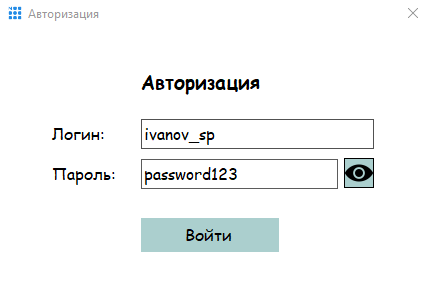 Авторизация
Авторизация
Логин: ivanov_sp
Пароль: password123
Войти